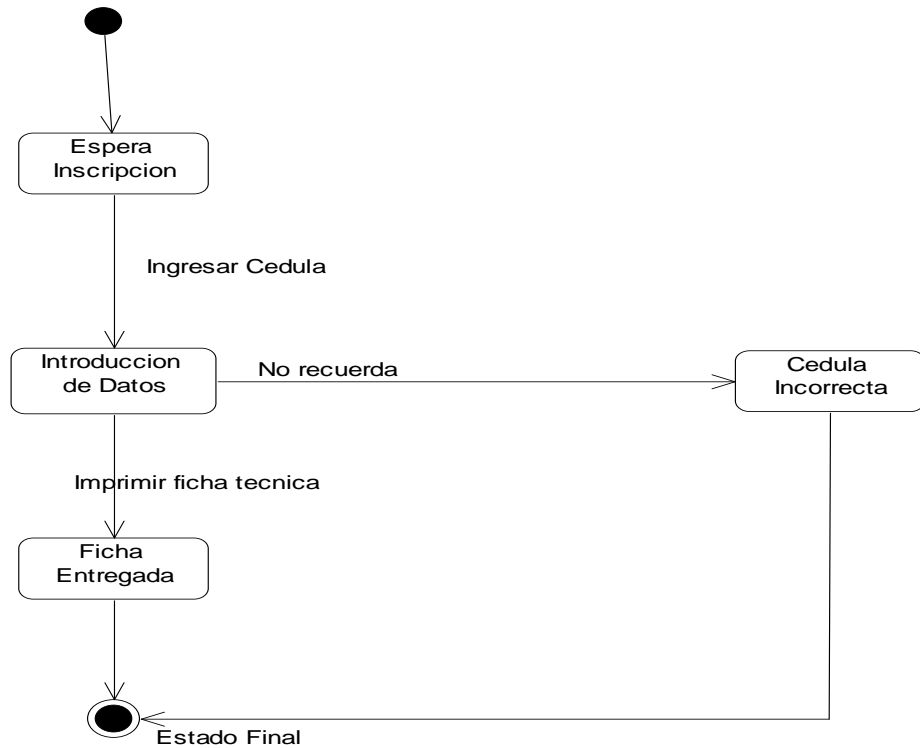 Espera
Inscripcion
Ingresar Cedula
Introduccion
de Datos
No recuerda
Cedula
Incorrecta
Imprimir ficha tecnica
Ficha
Entregada
Estado Final